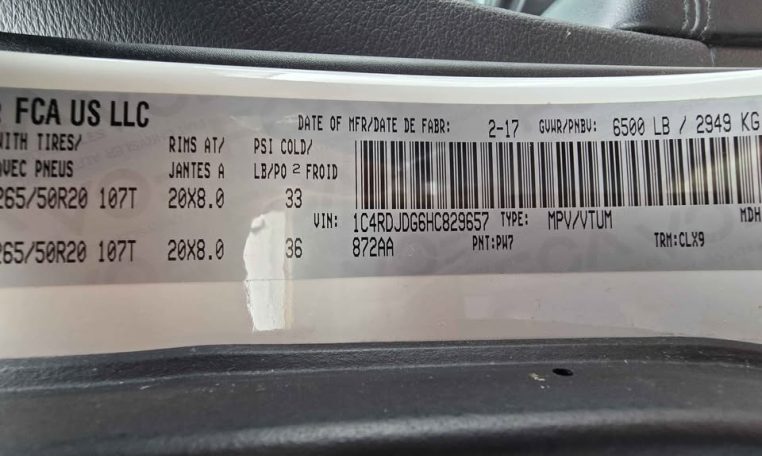 FCA US LLC
DATE OF MFR/DATE DE FABR: 2-17 GVWR/PNBV: 6500 LB / 2949 KG
WITH TIRES/ RIMS AT/ PSI COLD/
AVEC PNEUS JANTES A LB/PO 2 FROID
265/50R20 107T 20X8.0 33
VIN: 1C4RDJDG6HC829657 TYPE: MPV/VTUM MDH
265/50R20 107T 20X8.0 36
872AA PNT:PW7 TRM:CLX9